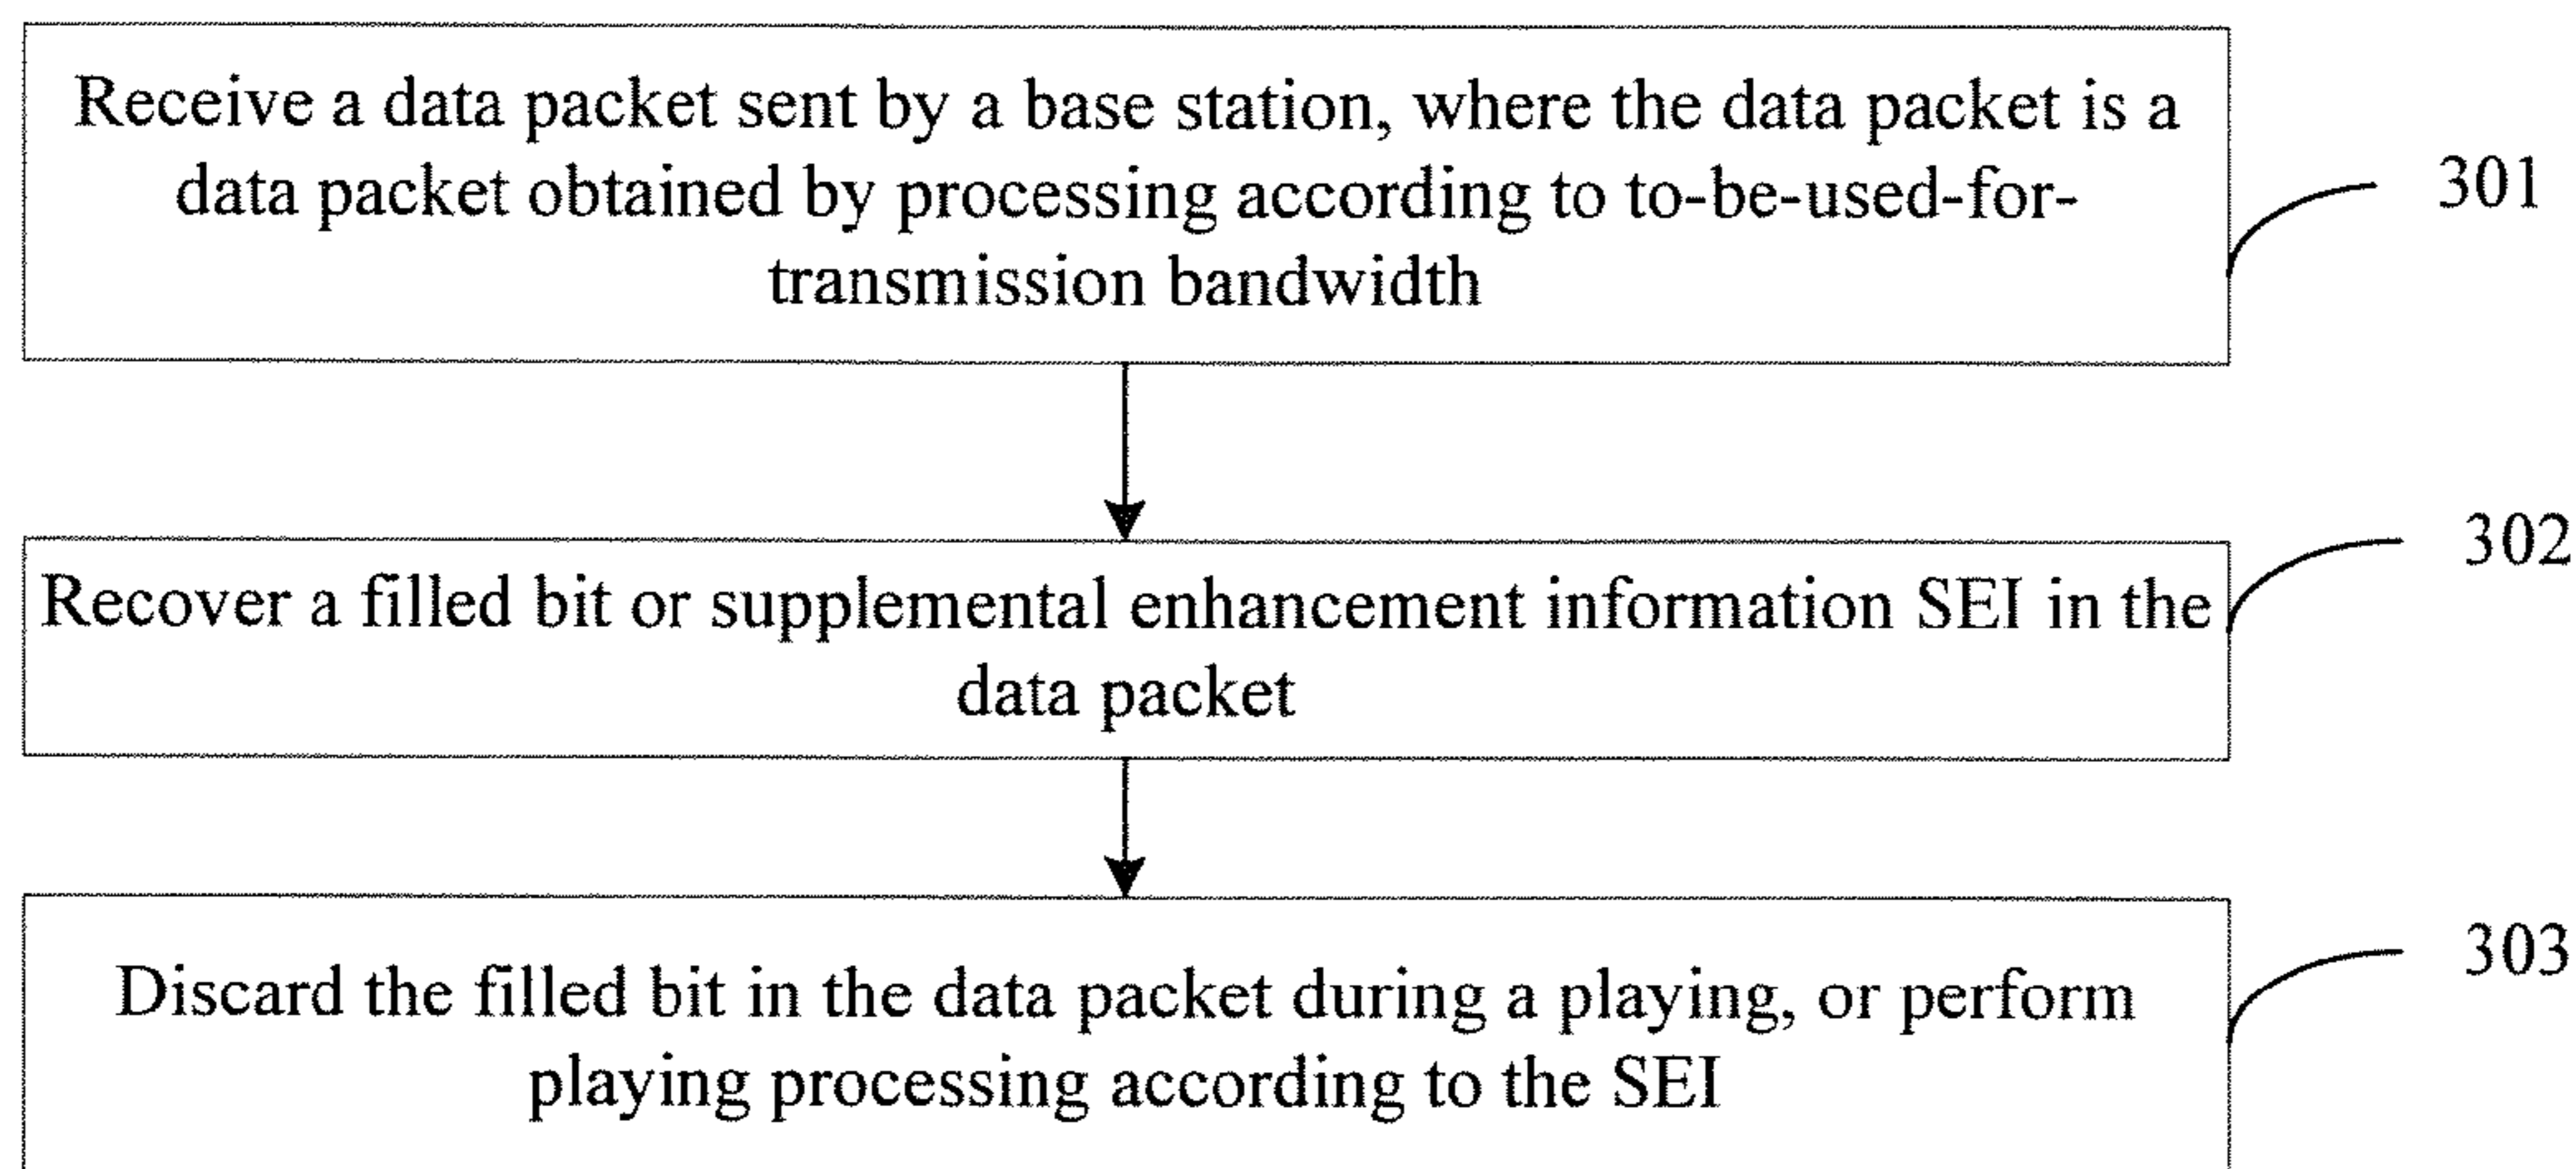 Receive a data packet sent by a base station, where the data packet is a
data packet obtained by processing according to to-be-used-for-
transmission bandwidth
301
Recover a filled bit or supplemental enhancement information SEI in the
data packet
302
Discard the filled bit in the data packet during a playing, or perform
playing processing according to the SEI
303